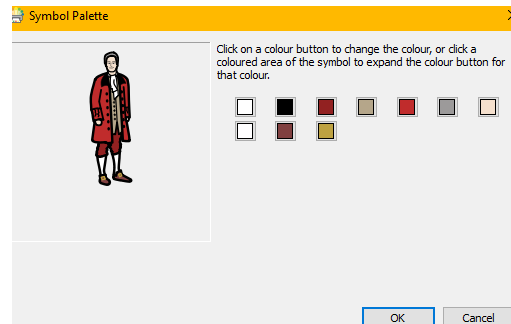 Symbol Palette
Click on a colour button to change the colour, or click a
coloured area of the symbol to expand the colour button for
that colour.
OK
Cancel